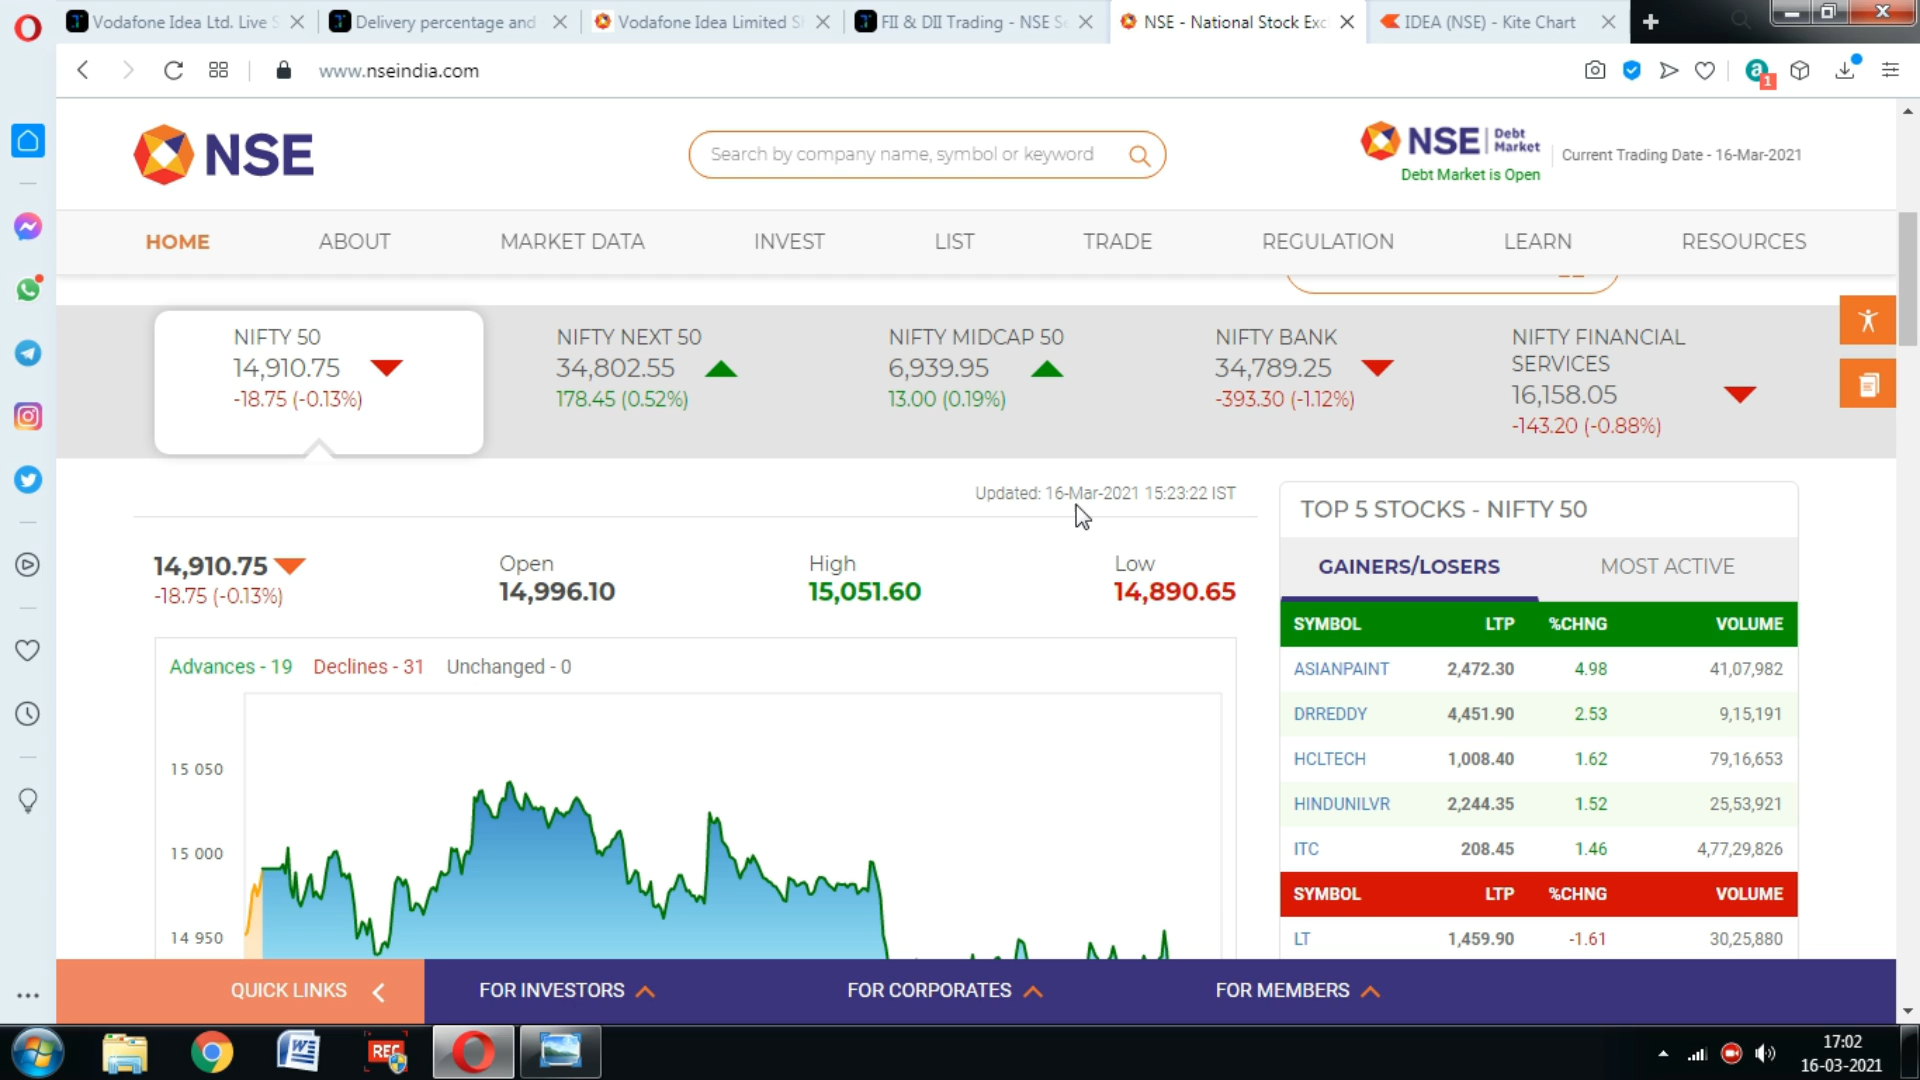 Vodafone Idea Ltd. Live S
Delivery percentage and
Vodafone Idea Limited Sh
FII & DII Trading - NSE Se
NSE - National Stock Exc
IDEA (NSE) - Kite Chart
www.nseindia.com
a
1
NSE
Search by company name, symbol or keyword
NSE Debt Market
Debt Market is Open
Current Trading Date - 16-Mar-2021
HOME
ABOUT
MARKET DATA
INVEST
LIST
TRADE
REGULATION
LEARN
RESOURCES
NIFTY 50
14,910.75
-18.75 (-0.13%)
NIFTY NEXT 50
34,802.55
178.45 (0.52%)
NIFTY MIDCAP 50
6,939.95
13.00 (0.19%)
NIFTY BANK
34,789.25
-393.30 (-1.12%)
NIFTY FINANCIAL
SERVICES
16,158.05
-143.20 (-0.88%)
Updated: 16-Mar-2021 15:23:22 IST
14,910.75
-18.75 (-0.13%)
Open
14,996.10
High
15,051.60
Low
14,890.65
Advances - 19 Declines - 31 Unchanged - 0
15 050
15 000
14 950
TOP 5 STOCKS - NIFTY 50
GAINERS/LOSERS
MOST ACTIVE
SYMBOL LTP %CHNG VOLUME
ASIANPAINT 2,472.30 4.98 41,07,982
DRREDDY 4,451.90 2.53 9,15,191
HCLTECH 1,008.40 1.62 79,16,653
HINDUNILVR 2,244.35 1.52 25,53,921
ITC 208.45 1.46 4,77,29,826
SYMBOL LTP %CHNG VOLUME
LT 1,459.90 -1.61 30,25,880
QUICK LINKS
FOR INVESTORS
FOR CORPORATES
FOR MEMBERS
W
REC
17:02
16-03-2021